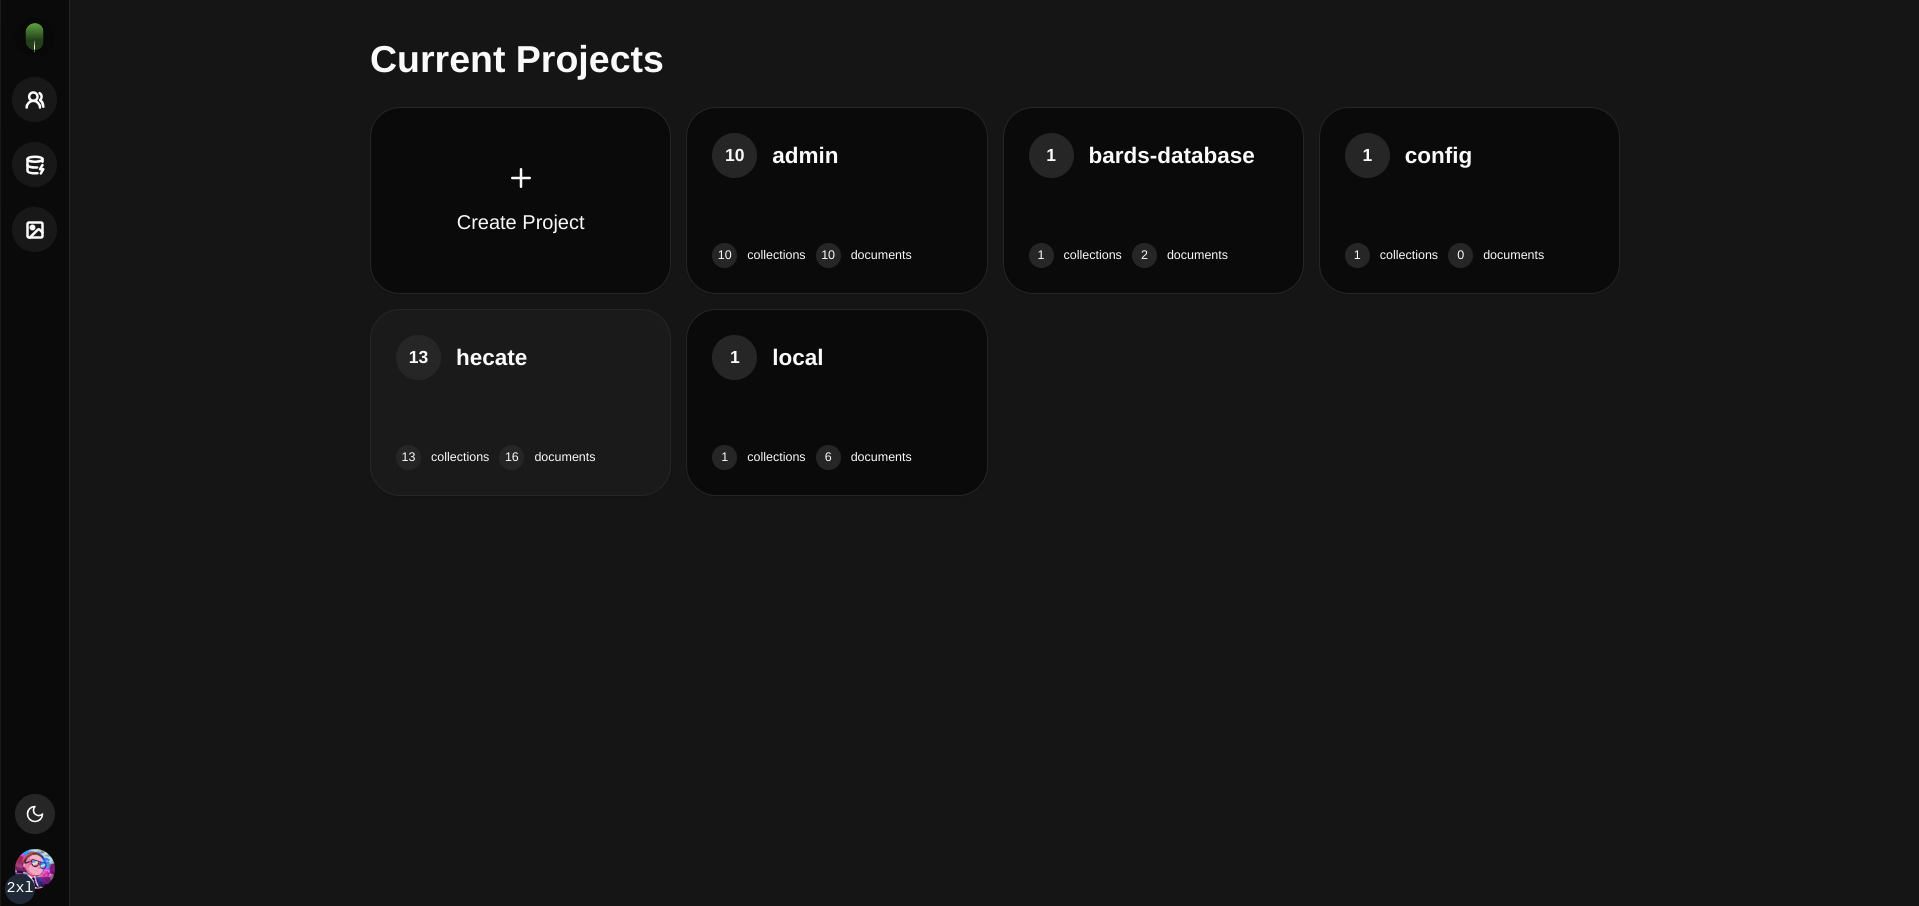 Current Projects
Create Project
10 admin
10 collections 10 documents
1 bards-database
1 collections 2 documents
1 config
1 collections 0 documents
13 hecate
13 collections 16 documents
1 local
1 collections 6 documents
2xl